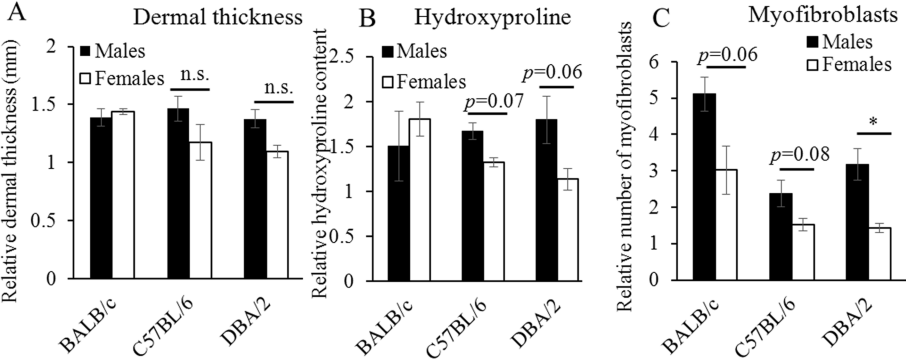 A
Dermal thickness
Relative dermal thickness (mm)
2
1.5
1
0.5
0
Males
Females
n.s.
n.s.
BALB/c
C57BL/6
DBA/2
B
Hydroxyproline
Relative hydroxyproline content
2.5
2
1.5
1
0.5
0
Males
Females
p=0.07
p=0.06
BALB/c
C57BL/6
DBA/2
C
Myofibroblasts
Relative number of myofibroblasts
6
5
4
3
2
1
0
Males
Females
p=0.06
p=0.08
*
BALB/c
C57BL/6
DBA/2